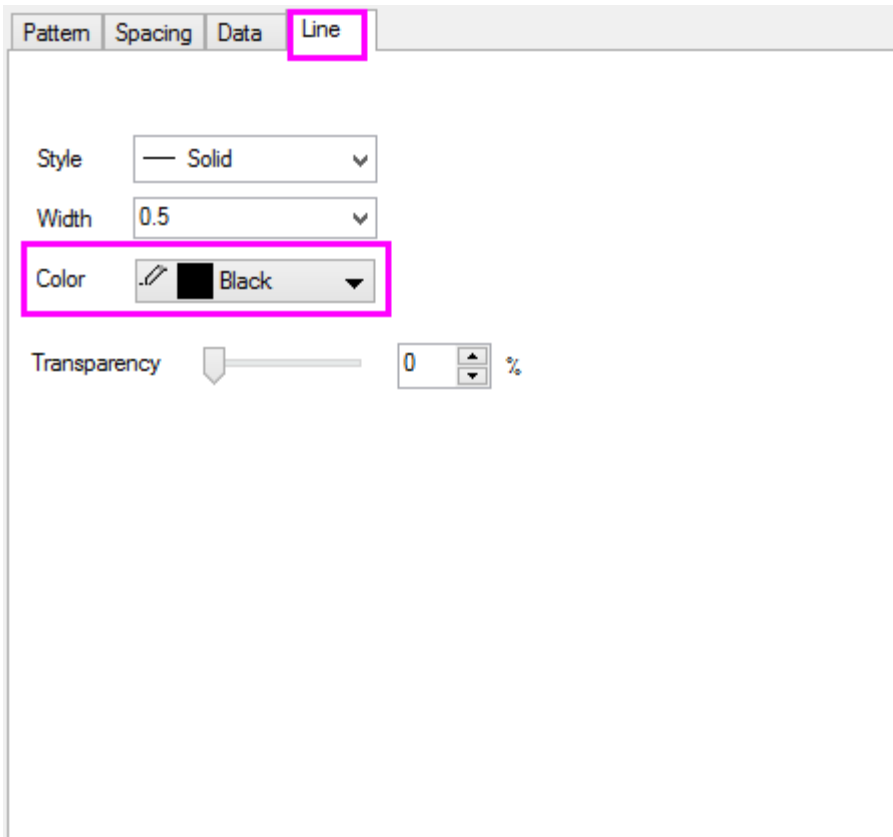 Pattern Spacing Data Line
Style Solid
Width 0.5
Color Black
Transparency 0 %